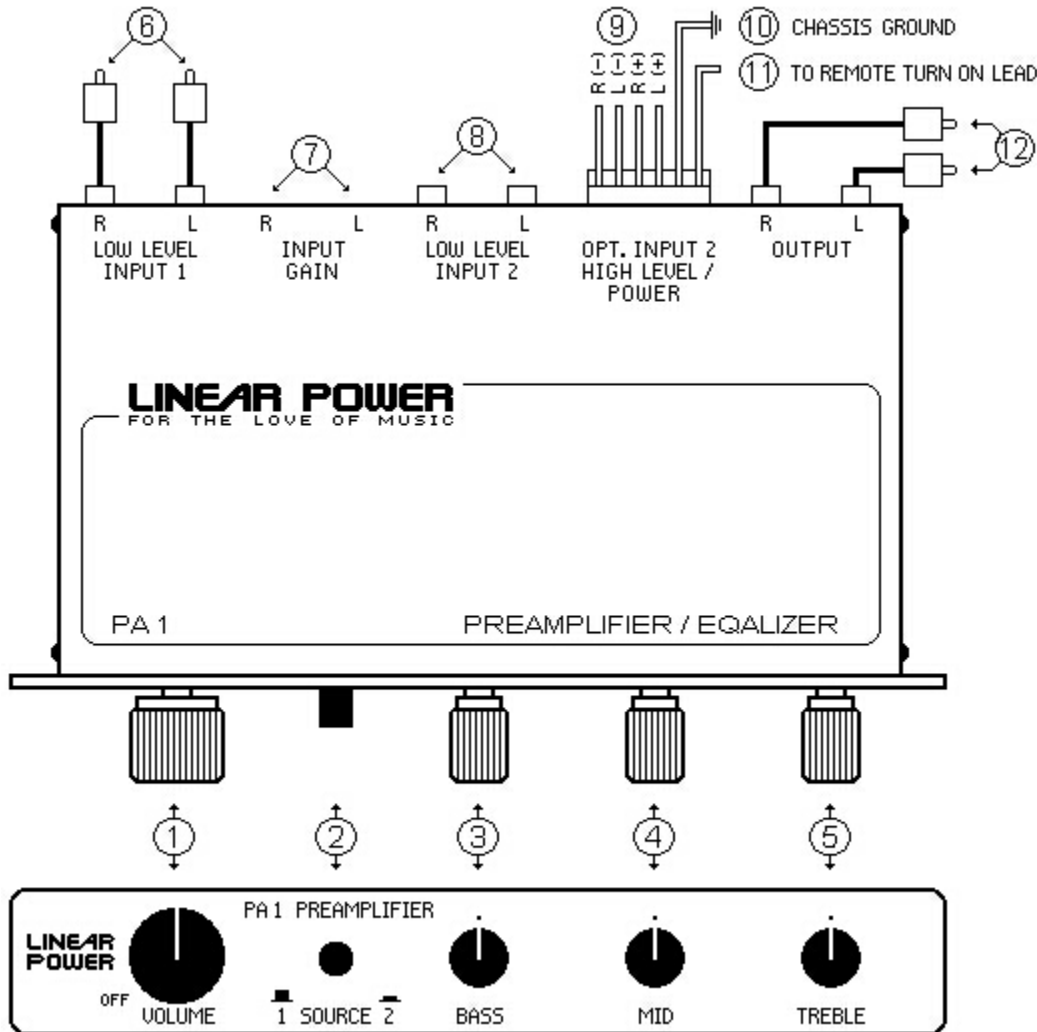 6
9
10 CHASSIS GROUND
R (-)
L (-)
R (+)
L (+)
11 TO REMOTE TURN ON LEAD
7
8
12
R L
LOW LEVEL
INPUT 1
R L
INPUT
GAIN
R L
LOW LEVEL
INPUT 2
OPT. INPUT 2
HIGH LEVEL /
POWER
R L
OUTPUT
LINEAR POWER
FOR THE LOVE OF MUSIC
PA 1
PREAMPLIFIER / EQALIZER
1
2
3
4
5
PA 1 PREAMPLIFIER
LINEAR
POWER
OFF
VOLUME
1 SOURCE 2
BASS
MID
TREBLE